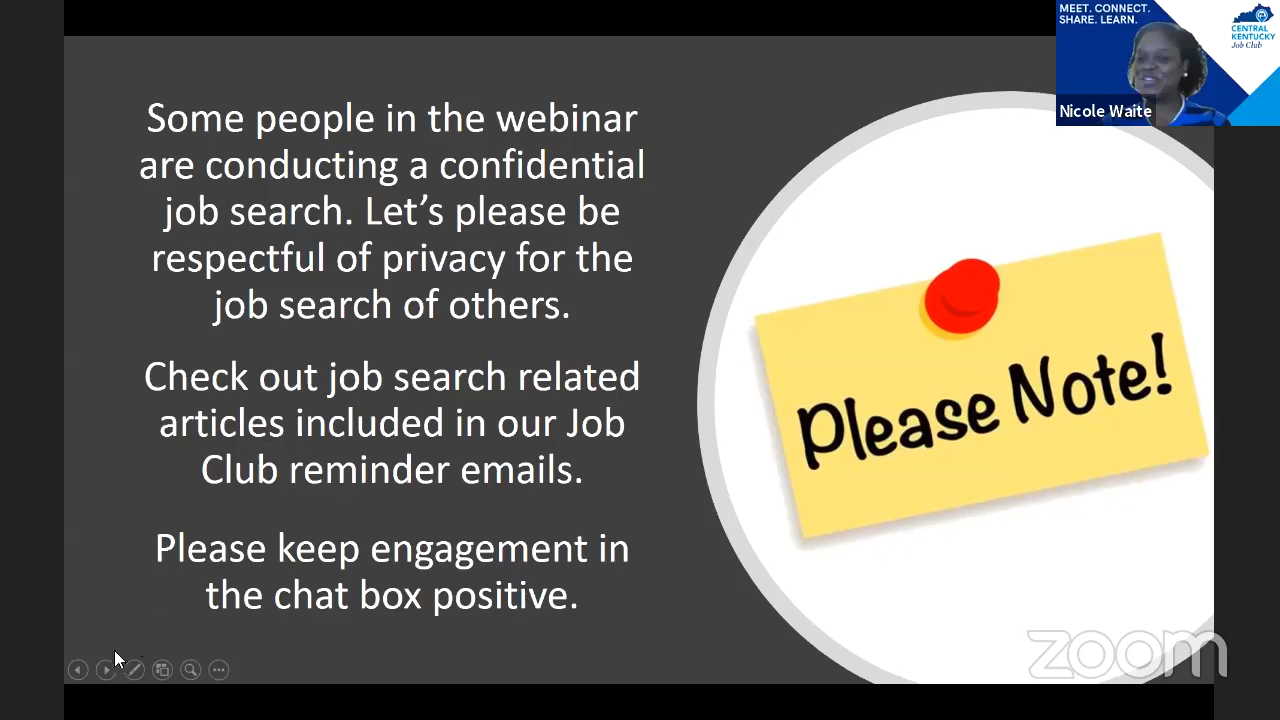 MEET. CONNECT.
SHARE. LEARN.
CENTRAL
KENTUCKY
Job Club
Nicole Waite
Some people in the webinar
are conducting a confidential
job search. Let’s please be
respectful of privacy for the
job search of others.
Check out job search related
articles included in our Job
Club reminder emails.
Please keep engagement in
the chat box positive.
Please Note!
zoom